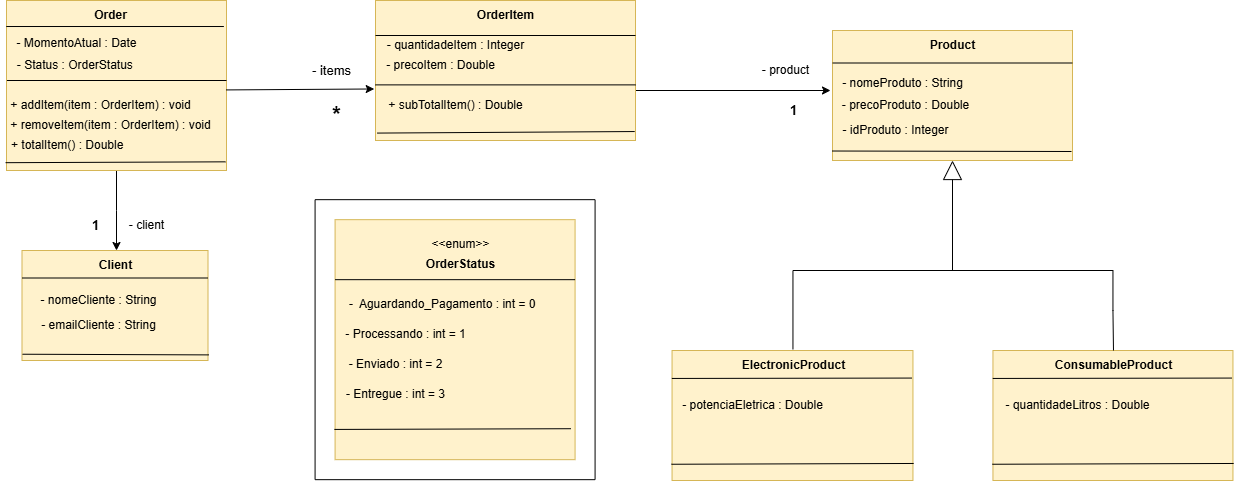 Order
- MomentoAtual : Date
- Status : OrderStatus
+ addItem(item : OrderItem) : void
+ removeItem(item : OrderItem) : void
+ totalItem() : Double
- items
*
OrderItem
- quantidadeItem : Integer
- precoItem : Double
+ subTotalItem() : Double
- product
1
Product
- nomeProduto : String
- precoProduto : Double
- idProduto : Integer
1
- client
Client
- nomeCliente : String
- emailCliente : String
<<enum>>
OrderStatus
- Aguardando_Pagamento : int = 0
- Processando : int = 1
- Enviado : int = 2
- Entregue : int = 3
ElectronicProduct
- potenciaEletrica : Double
ConsumableProduct
- quantidadeLitros : Double